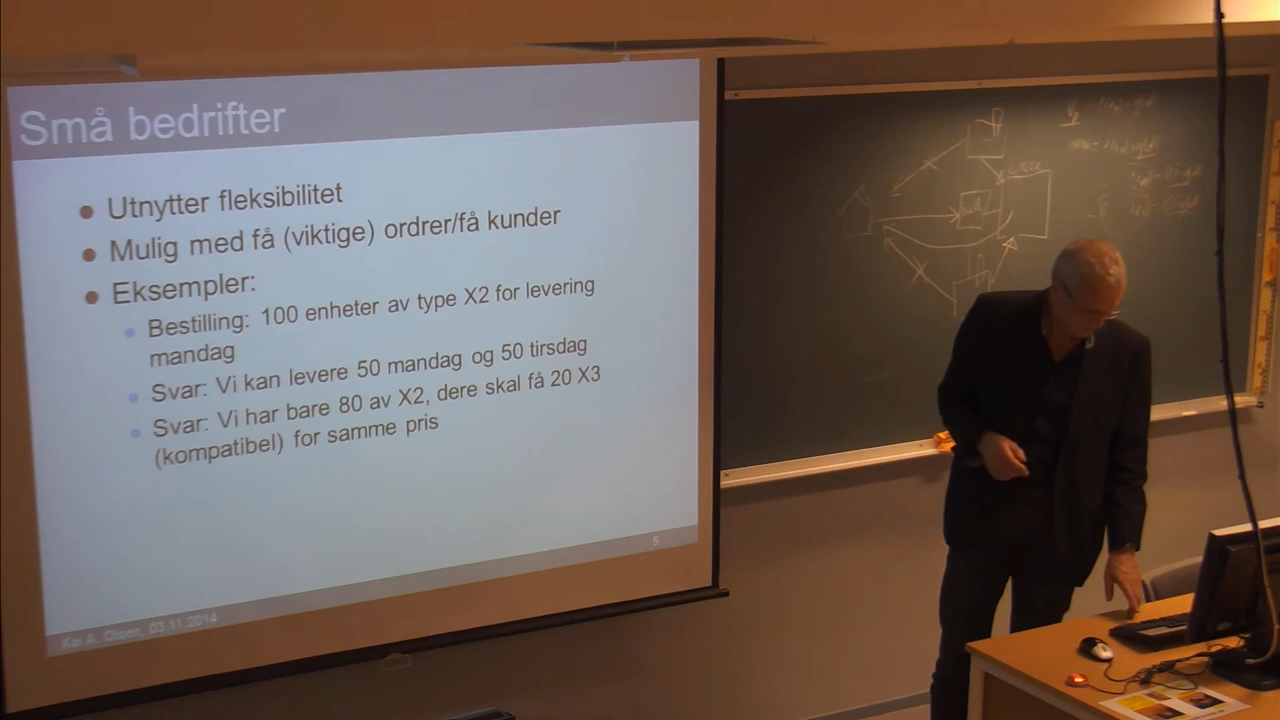 Små bedrifter
Utnytter fleksibilitet
Mulig med få (viktige) ordrer/få kunder
Eksempler:
Bestilling: 100 enheter av type X2 for levering
mandag
Svar: Vi kan levere 50 mandag og 50 tirsdag
Svar: Vi har bare 80 av X2, dere skal få 20 X3
(kompatibel) for samme pris
5
Kai A. Olsen, 03.11.2014